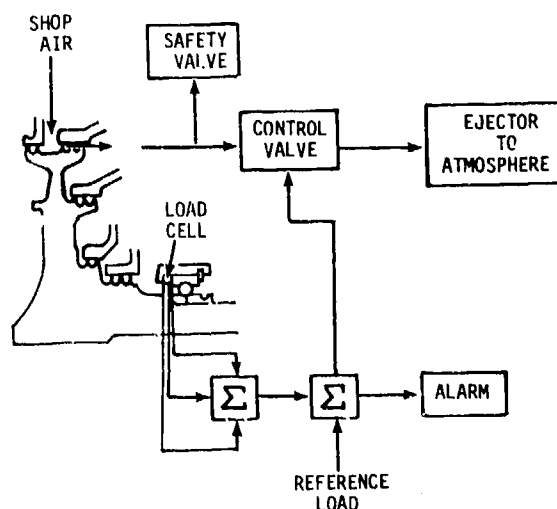 SHOP
AIR
SAFETY
VALVE
CONTROL
VALVE
EJECTOR
TO
ATMOSPHERE
LOAD
CELL
Σ
Σ
ALARM
REFERENCE
LOAD